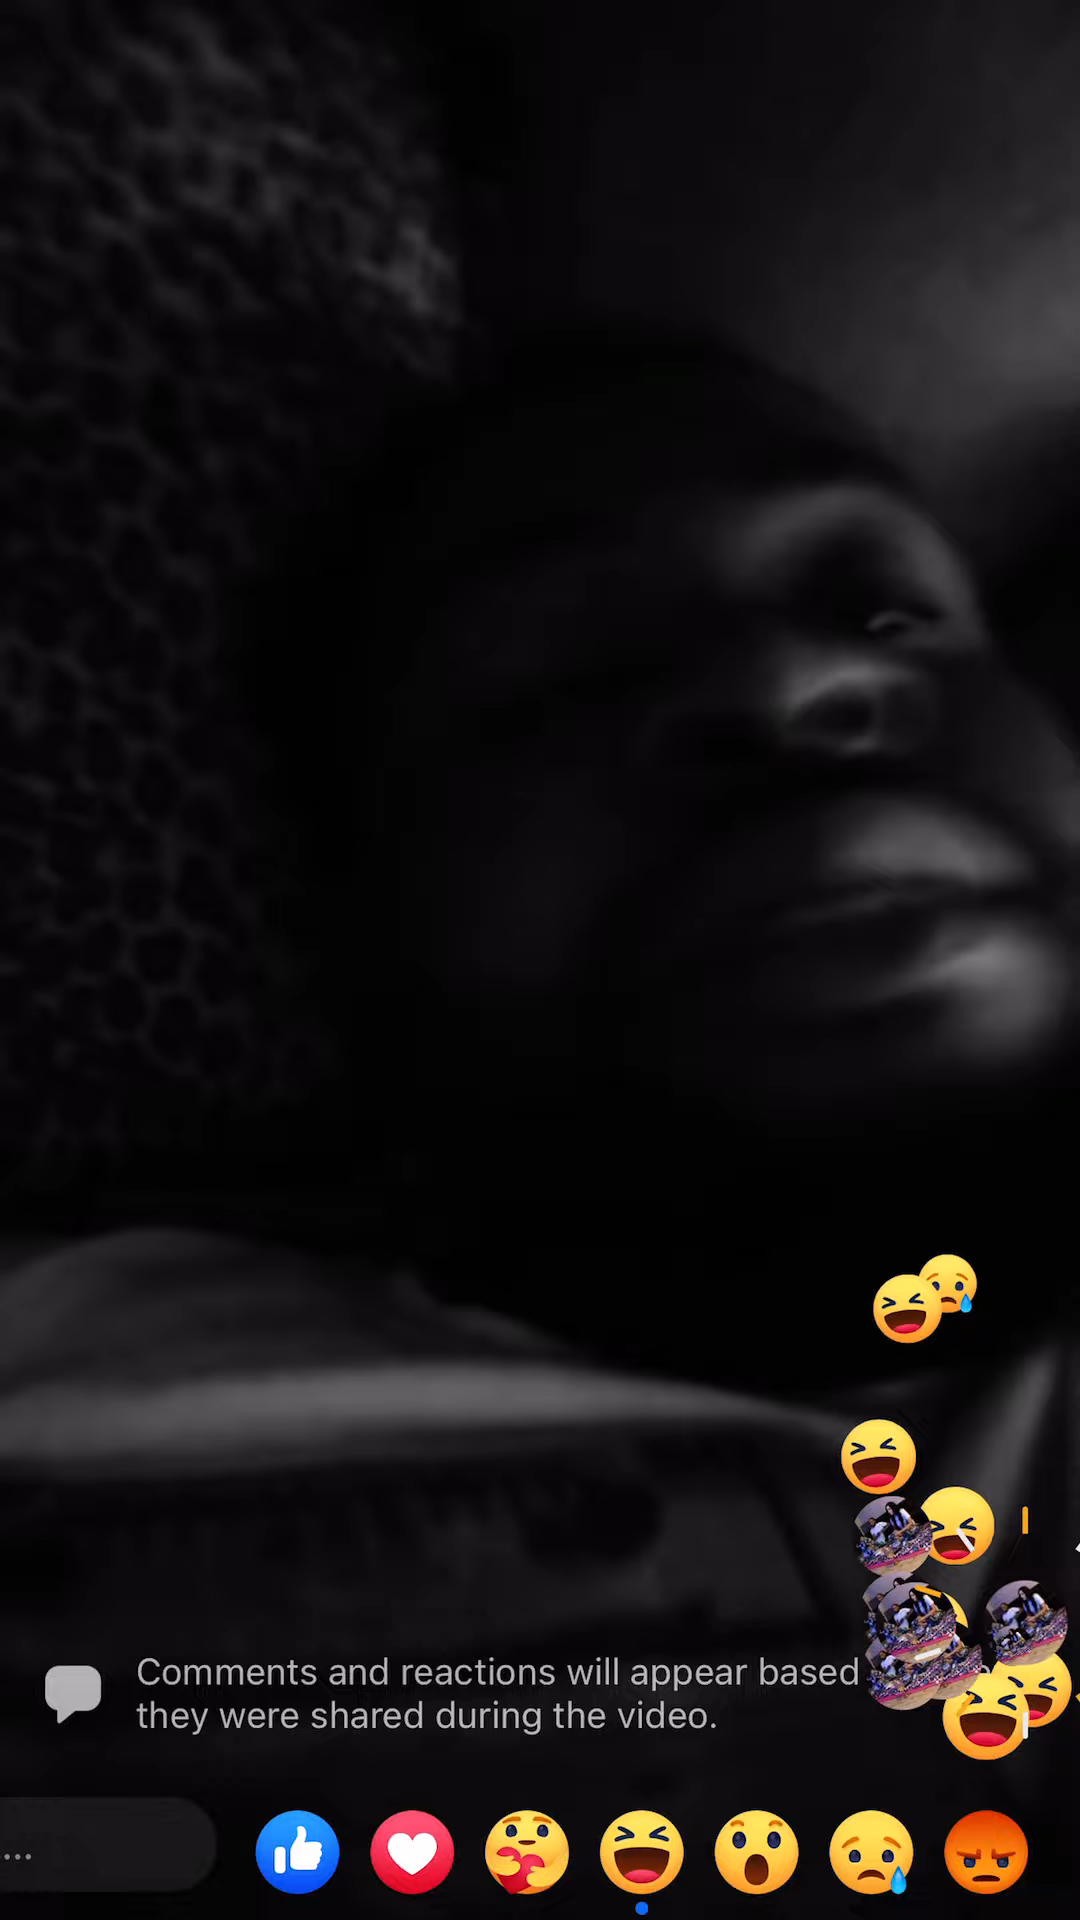 Comments and reactions will appear based
they were shared during the video.
...